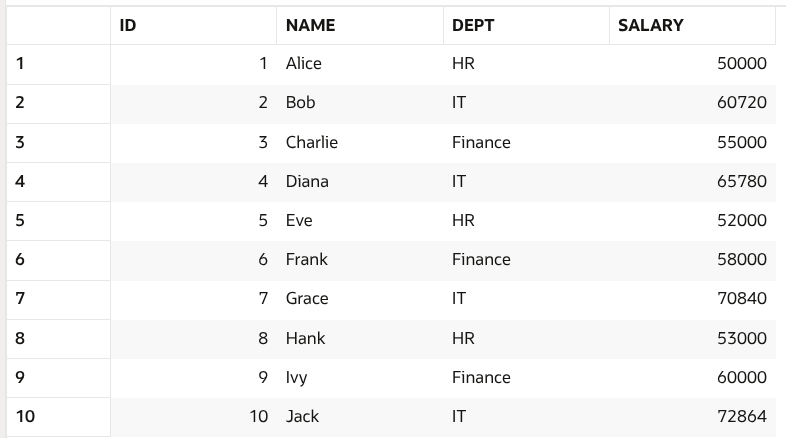 ID NAME DEPT SALARY
1 1 Alice HR 50000
2 2 Bob IT 60720
3 3 Charlie Finance 55000
4 4 Diana IT 65780
5 5 Eve HR 52000
6 6 Frank Finance 58000
7 7 Grace IT 70840
8 8 Hank HR 53000
9 9 Ivy Finance 60000
10 10 Jack IT 72864